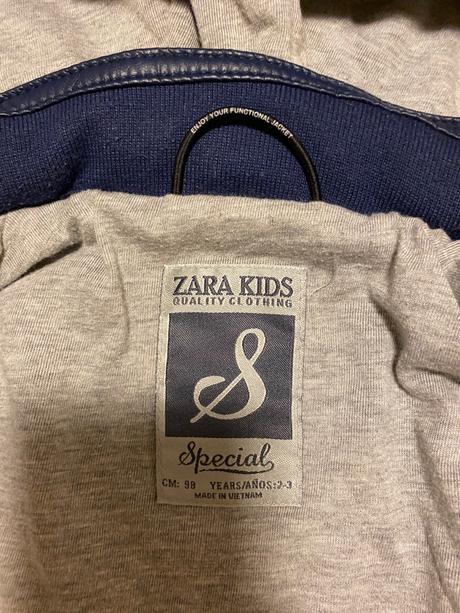 ENJOY YOUR FUNCTIONAL JACKET
ZARA KIDS
QUALITY CLOTHING
S
Special
CM: 98 YEARS/AÑOS:2-3
MADE IN VIETNAM